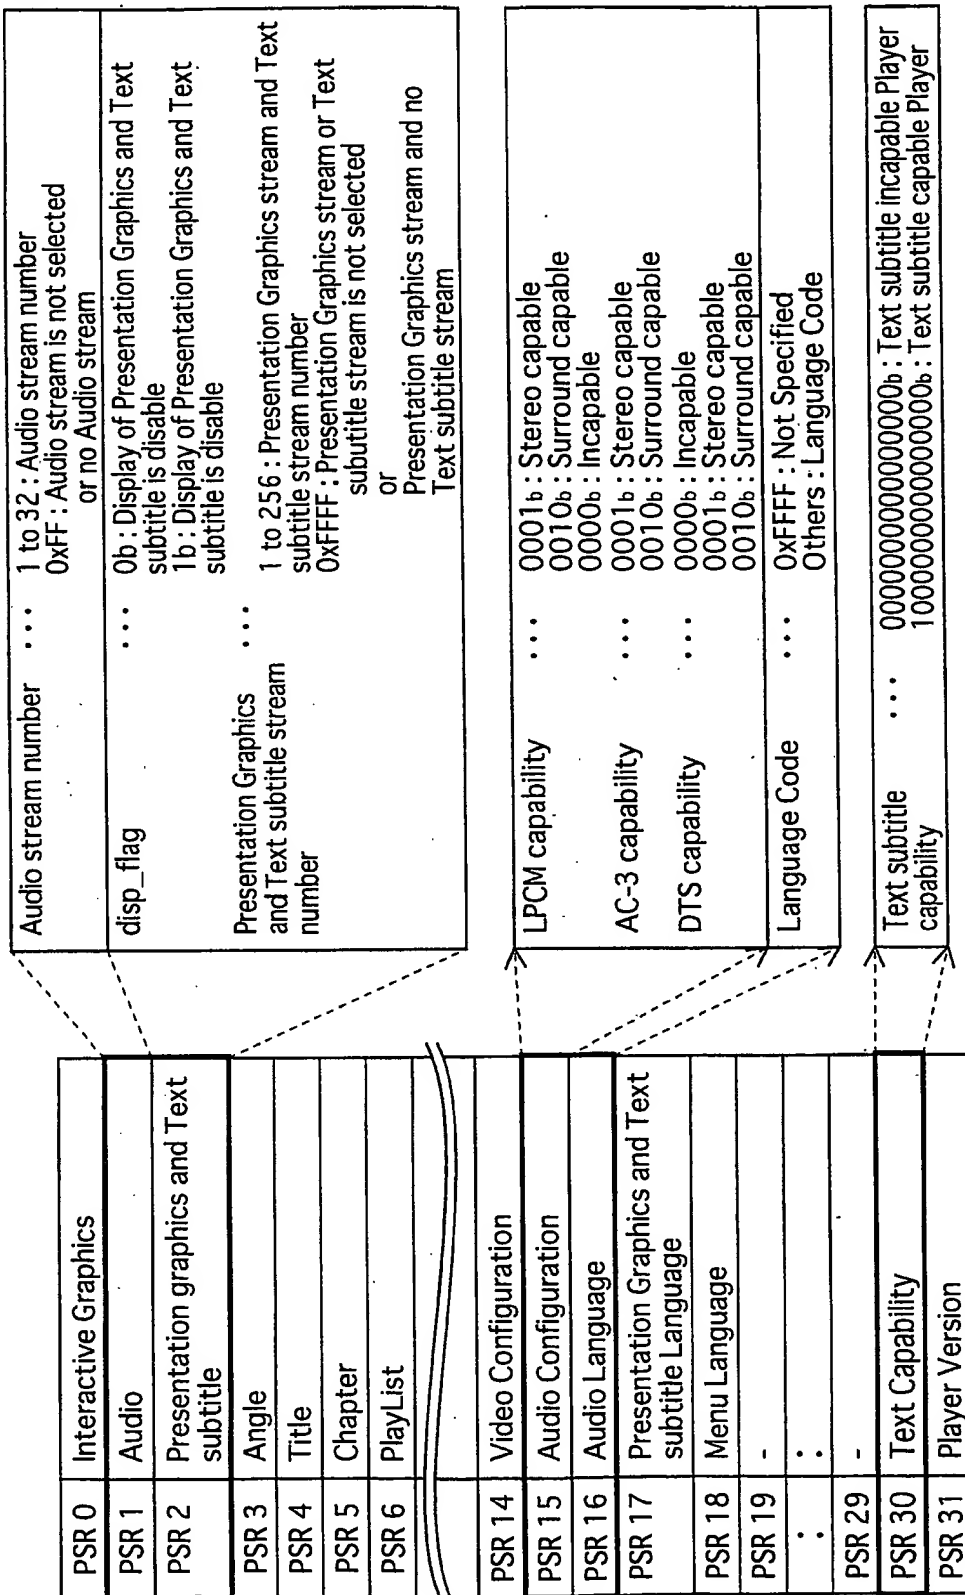 PSR 0 Interactive Graphics
PSR 1 Audio
PSR 2 Presentation graphics and Text
subtitle
PSR 3 Angle
PSR 4 Title
PSR 5 Chapter
PSR 6 PlayList
PSR 14 Video Configuration
PSR 15 Audio Configuration
PSR 16 Audio Language
PSR 17 Presentation Graphics and Text
subtitle Language
PSR 18 Menu Language
PSR 19 -
: :
PSR 29 -
PSR 30 Text Capability
PSR 31 Player Version
Audio stream number ... 1 to 32 : Audio stream number
0xFF : Audio stream is not selected
or no Audio stream
disp_flag ... 0b : Display of Presentation Graphics and Text
subtitle is disable
1b : Display of Presentation Graphics and Text
subtitle is disable
Presentation Graphics
and Text subtitle stream
number
... 1 to 256 : Presentation Graphics stream and Text
subtitle stream number
0xFFFF : Presentation Graphics stream or Text
subutitle stream is not selected
or
Presentation Graphics stream and no
Text subtitle stream
LPCM capability ... 0001b : Stereo capable
0010b : Surround capable
0000b : Incapable
AC-3 capability ... 0001b : Stereo capable
0010b : Surround capable
DTS capability ... 0000b : Incapable
0001b : Stereo capable
0010b : Surround capable
Language Code ... 0xFFFF : Not Specified
Others : Language Code
Text subtitle
capability
... 0000000000000000b : Text subtitle incapable Player
1000000000000000b : Text subtitle capable Player